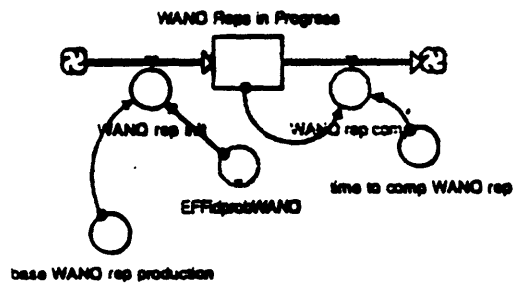 WANO Reps in Progress
WANO rep init
WANO rep comp
time to comp WANO rep
EFFidprobWANO
base WANO rep production